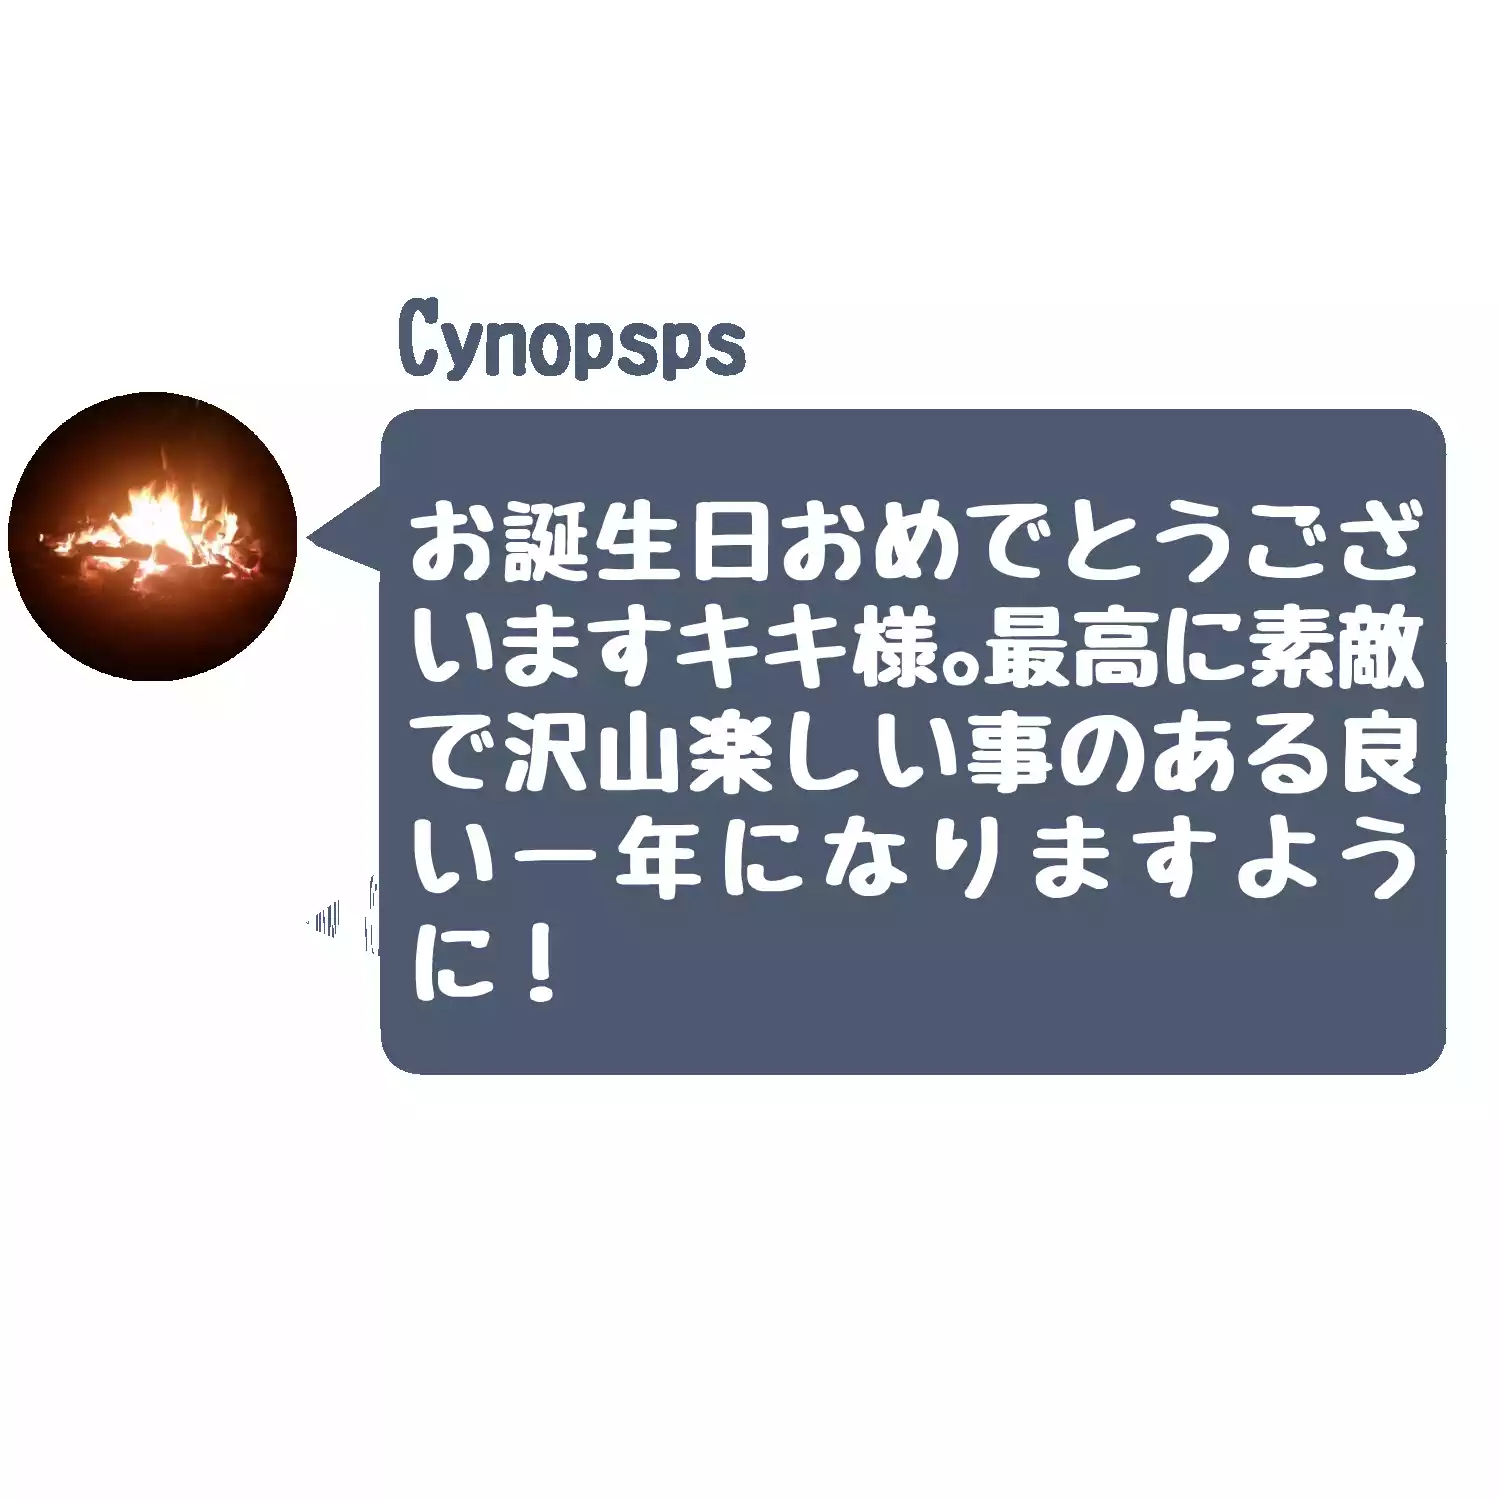 Cynopsps
お誕生日おめでとうござ
いますキキ様。最高に素敵
で沢山楽しい事のある良
い一年になりますよう
に！